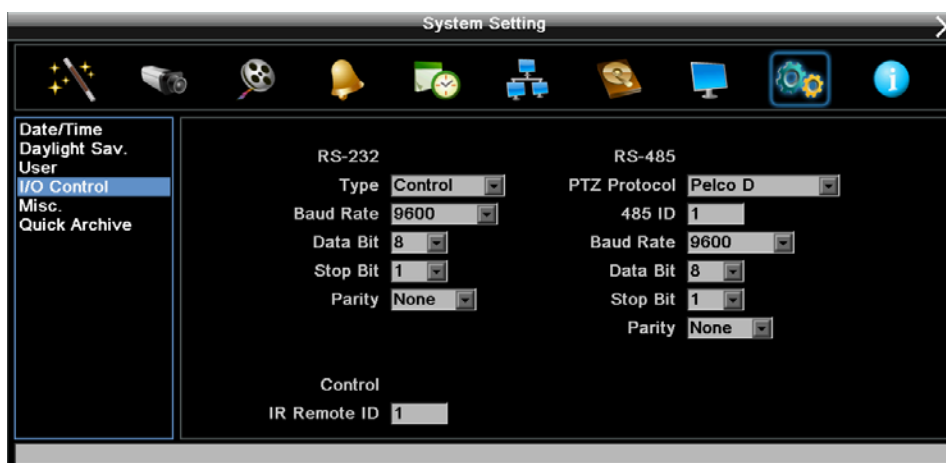 System Setting
Date/Time
Daylight Sav.
User
I/O Control
Misc.
Quick Archive
RS-232
Type Control
Baud Rate 9600
Data Bit 8
Stop Bit 1
Parity None
RS-485
PTZ Protocol Pelco D
485 ID 1
Baud Rate 9600
Data Bit 8
Stop Bit 1
Parity None
Control
IR Remote ID 1